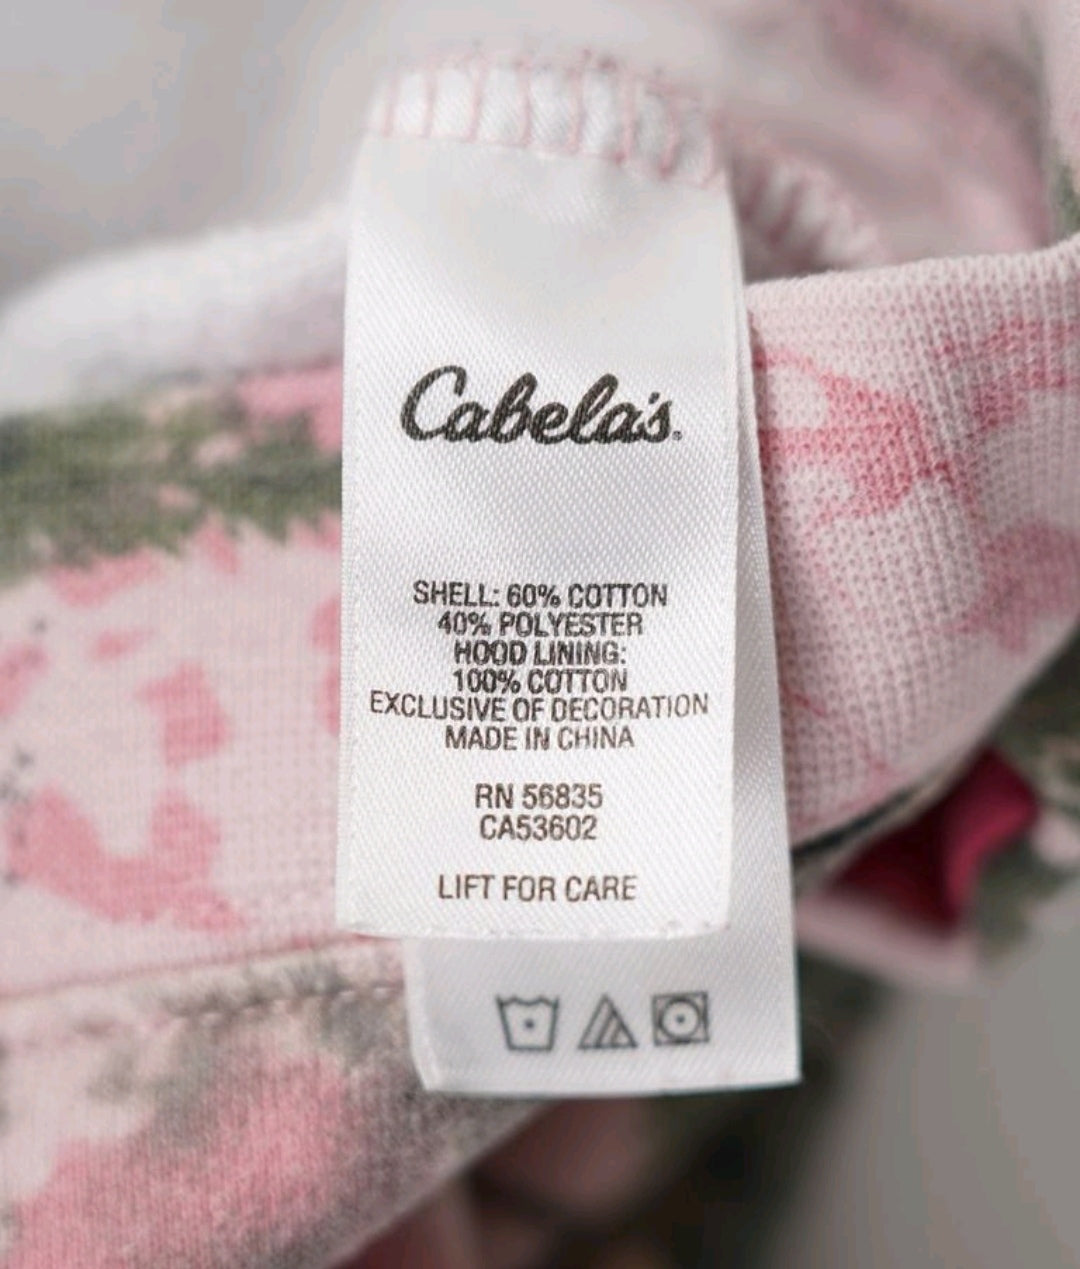 Cabela's.
SHELL: 60% COTTON
40% POLYESTER
HOOD LINING:
100% COTTON
EXCLUSIVE OF DECORATION
MADE IN CHINA
RN 56835
CA53602
LIFT FOR CARE